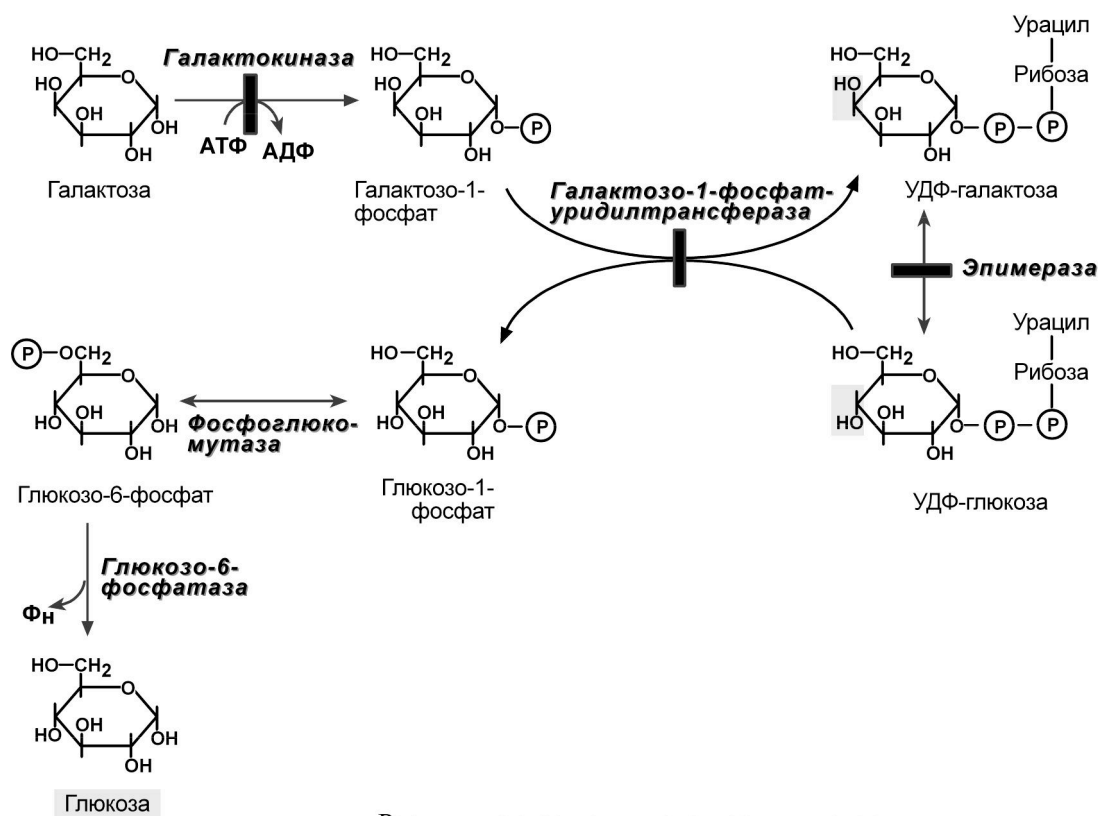 Урацил
HO–CH2
Галактокиназа
HO–CH2
HO–CH2
Рибоза
HO
O
HO
O
HO
O
OH
OH
OH
OH
O–P
O–P–P
OH
АТФ
АДФ
OH
OH
Галактоза
Галактозо-1-
фосфат
Галактозо-1-фосфат-
уридилтрансфераза
УДФ-галактоза
Эпимераза
Урацил
P–OCH2
HO–CH2
HO–CH2
Рибоза
O
O
O
HO
OH
OH
HO
OH
O–P
HO
OH
O–P–P
OH
Фосфоглюко-
мутаза
OH
OH
Глюкозо-6-фосфат
Глюкозо-1-
фосфат
УДФ-глюкоза
Глюкозо-6-
фосфатаза
Фн
HO–CH2
O
HO
OH
OH
OH
Глюкоза